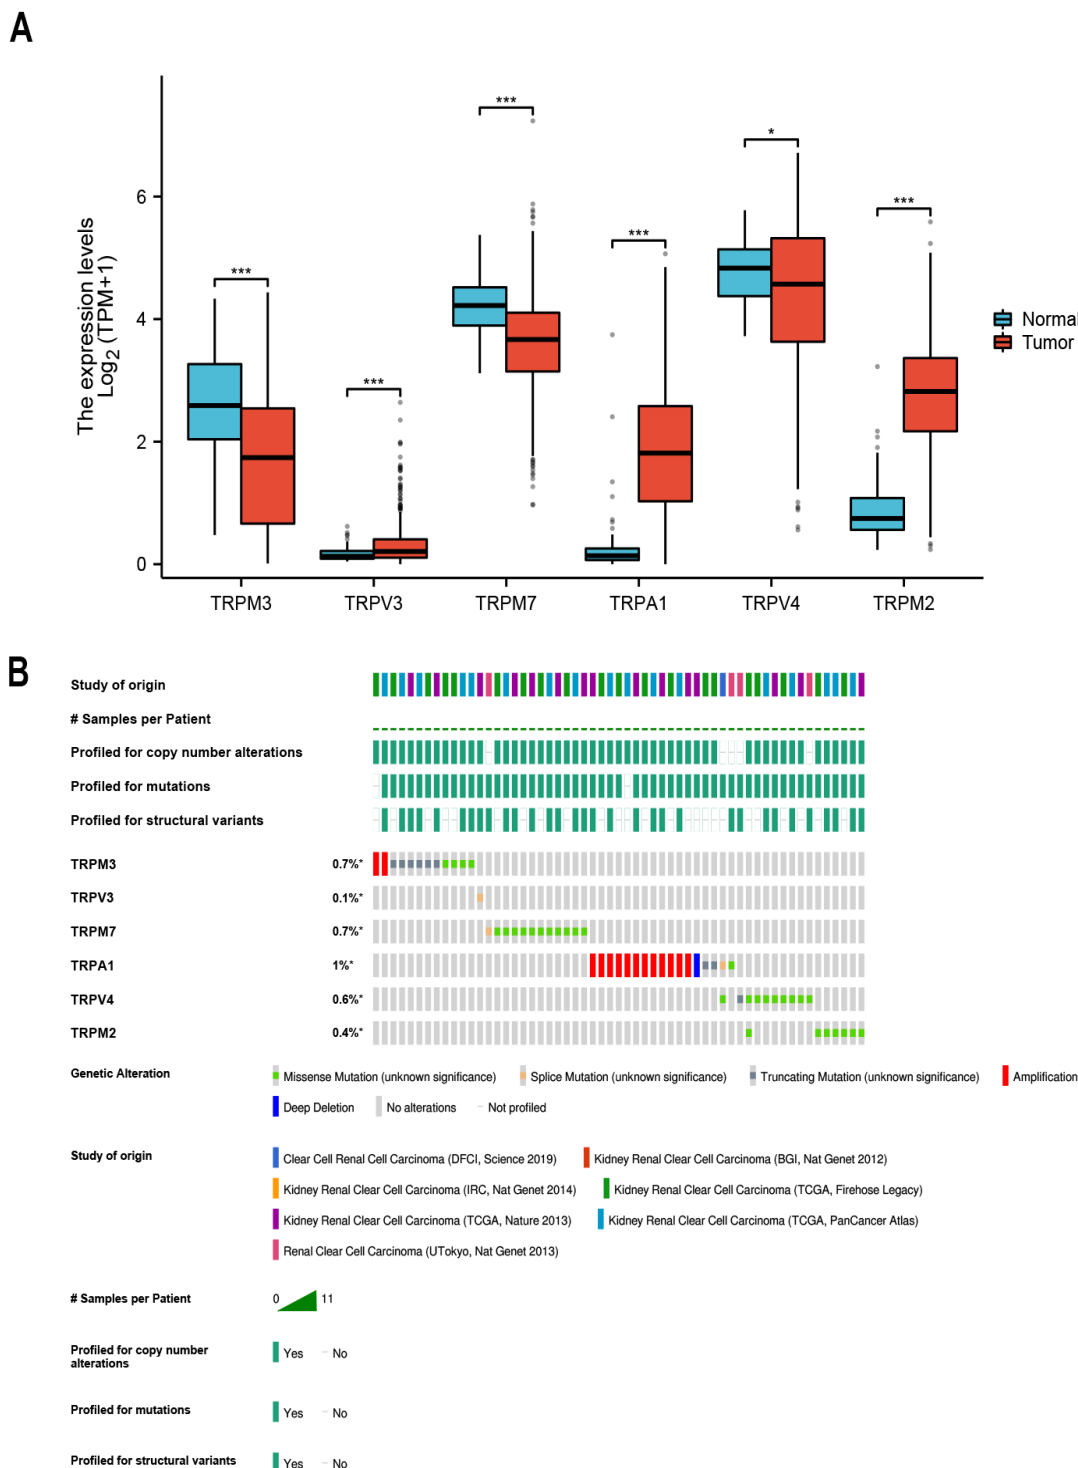 A
The expression levels
Log2 (TPM+1)
6
4
2
0
***
***
***
***
*
***
Normal
Tumor
TRPM3 TRPV3 TRPM7 TRPA1 TRPV4 TRPM2
B
Study of origin
# Samples per Patient
Profiled for copy number alterations
Profiled for mutations
Profiled for structural variants
TRPM3 0.7%*
TRPV3 0.1%*
TRPM7 0.7%*
TRPA1 1%*
TRPV4 0.6%*
TRPM2 0.4%*
Genetic Alteration Missense Mutation (unknown significance) Splice Mutation (unknown significance) Truncating Mutation (unknown significance) Amplification
Deep Deletion No alterations Not profiled
Study of origin Clear Cell Renal Cell Carcinoma (DFCI, Science 2019) Kidney Renal Clear Cell Carcinoma (BGI, Nat Genet 2012)
Kidney Renal Clear Cell Carcinoma (IRC, Nat Genet 2014) Kidney Renal Clear Cell Carcinoma (TCGA, Firehose Legacy)
Kidney Renal Clear Cell Carcinoma (TCGA, Nature 2013) Kidney Renal Clear Cell Carcinoma (TCGA, PanCancer Atlas)
Renal Clear Cell Carcinoma (UTokyo, Nat Genet 2013)
# Samples per Patient 0 11
Profiled for copy number
alterations
Yes No
Profiled for mutations Yes No
Profiled for structural variants Yes No